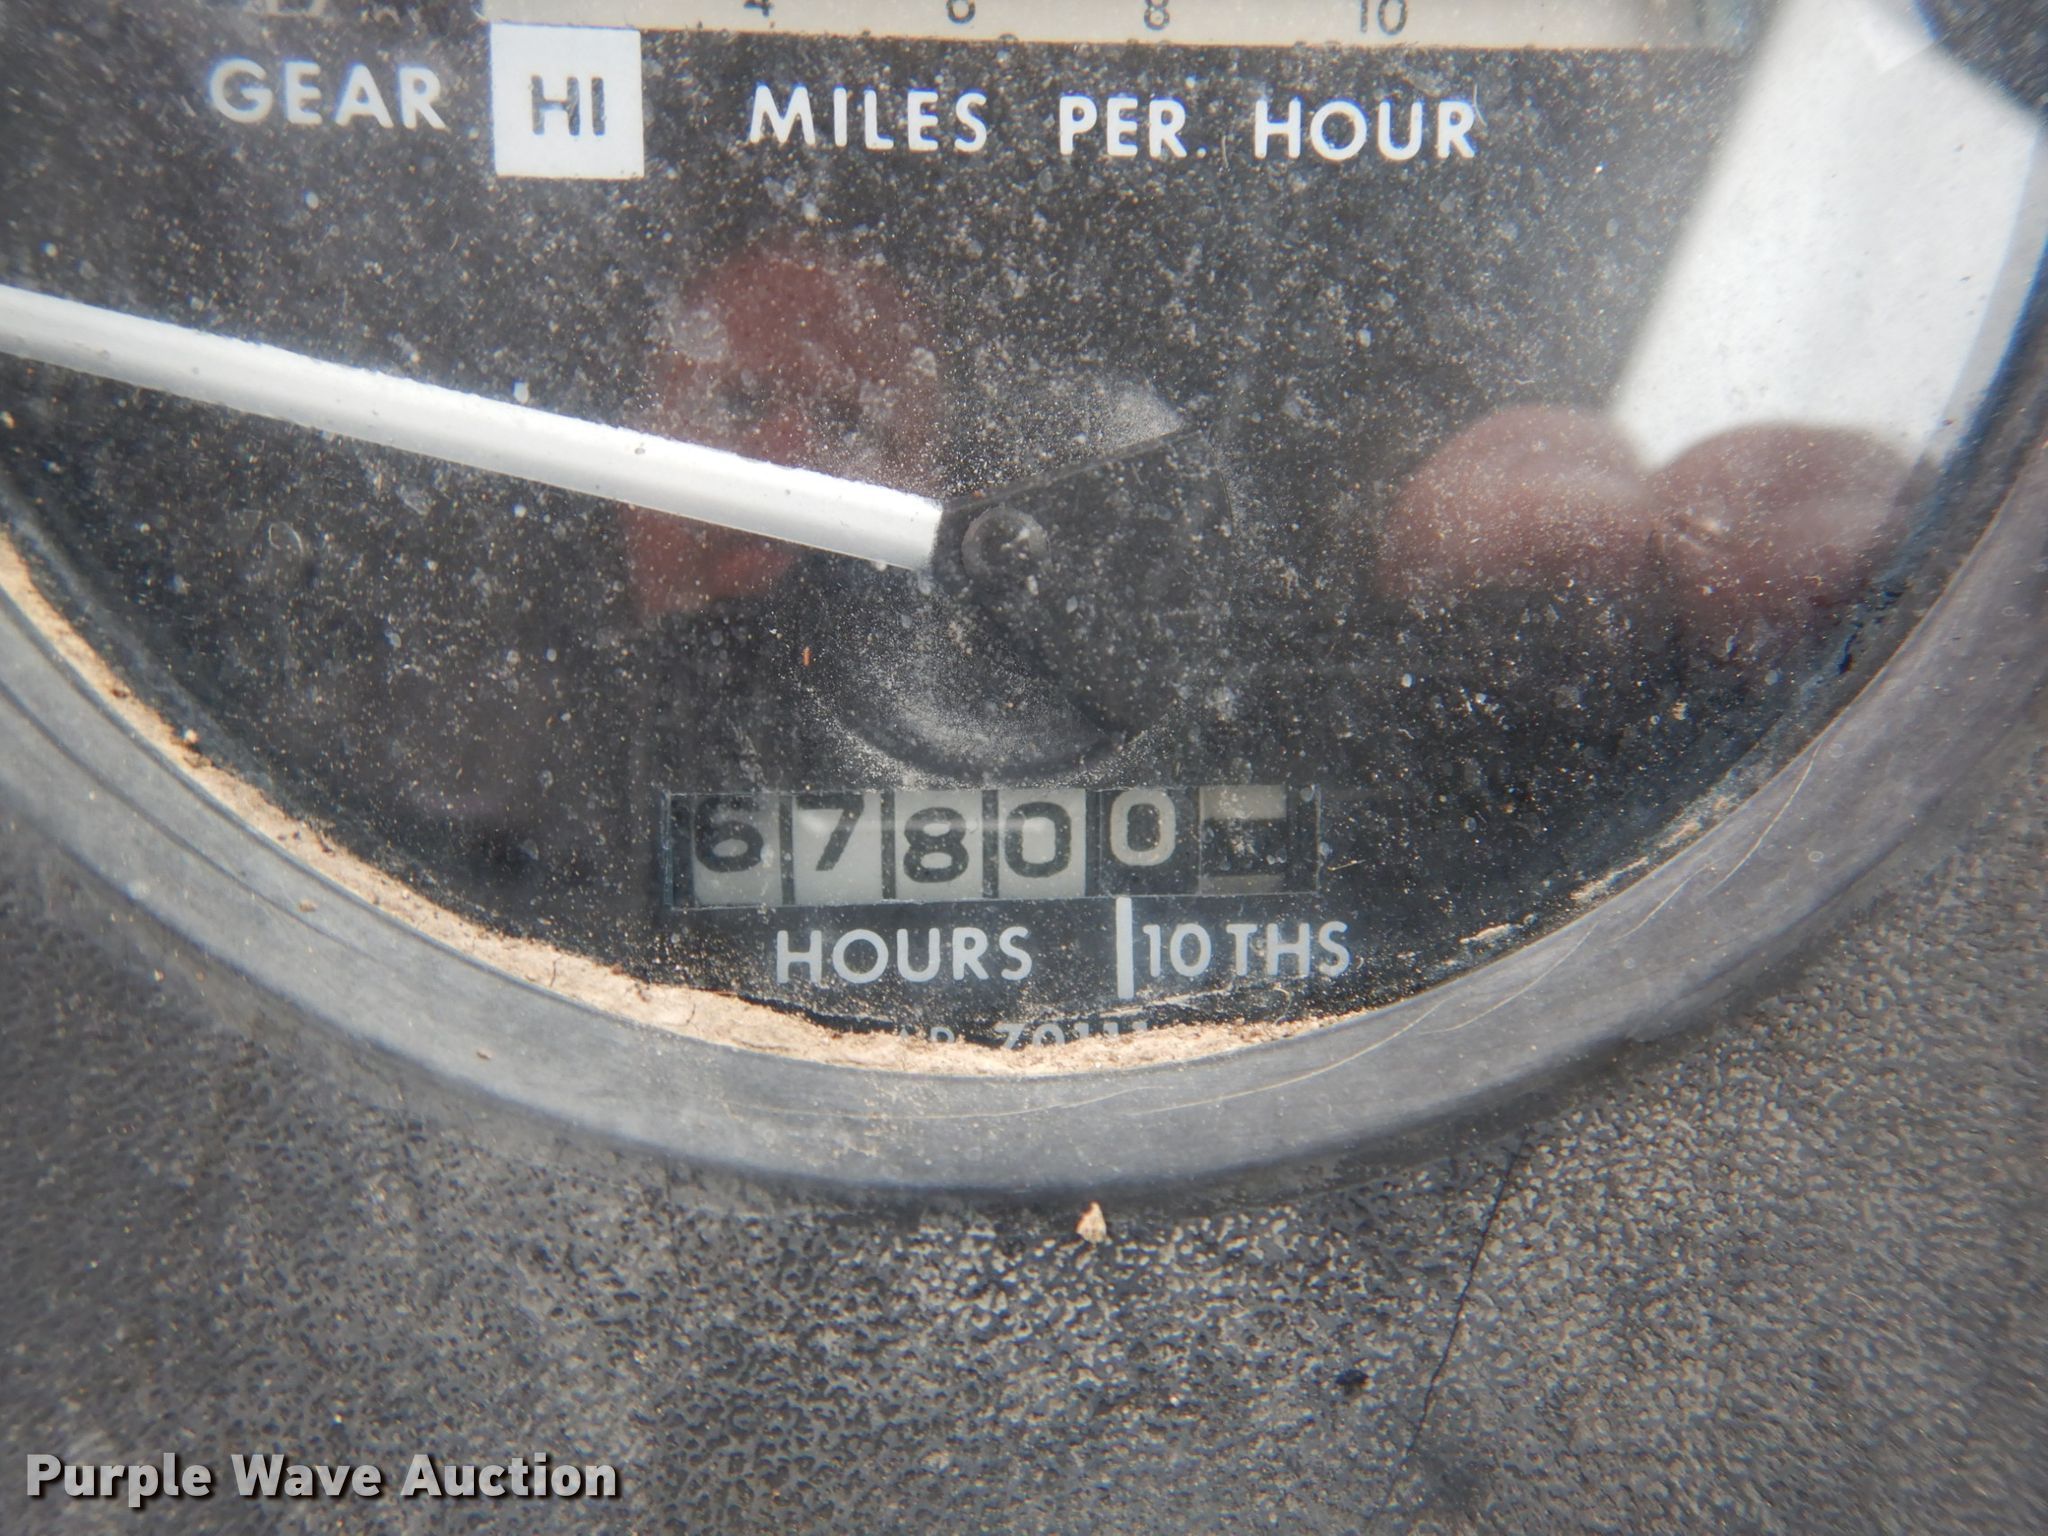 4 6 8 10
GEAR HI MILES PER HOUR
67800
HOURS 10THS
Purple Wave Auction